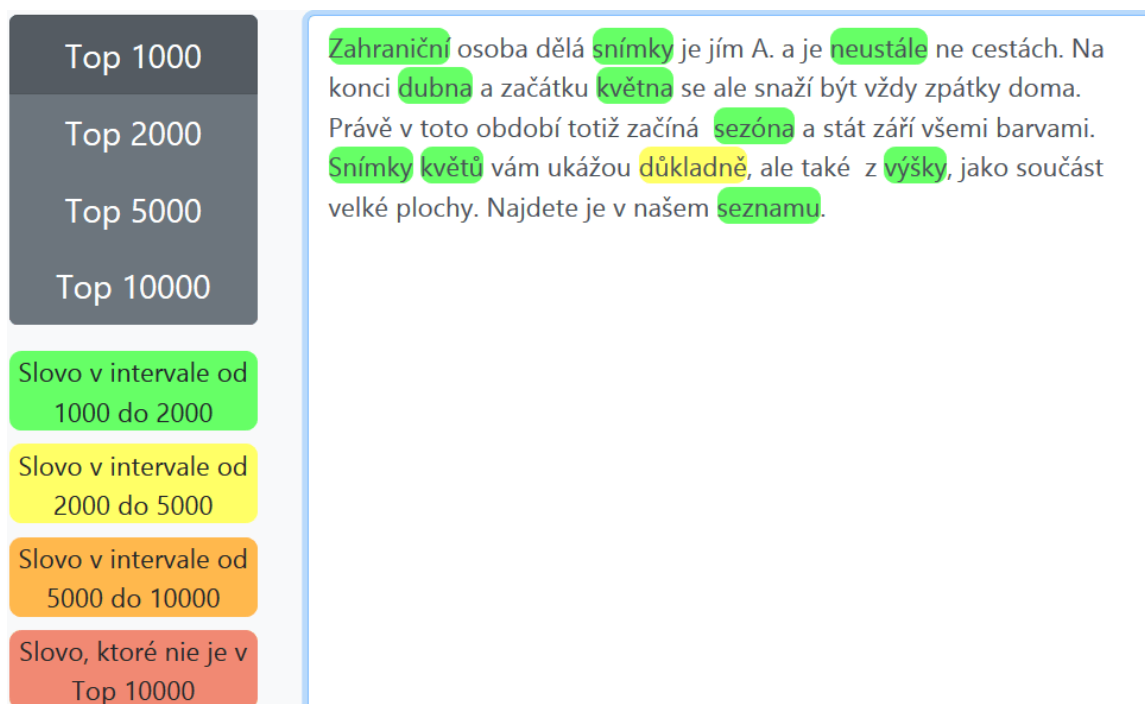 Top 1000
Top 2000
Top 5000
Top 10000
Slovo v intervale od
1000 do 2000
Slovo v intervale od
2000 do 5000
Slovo v intervale od
5000 do 10000
Slovo, ktoré nie je v
Top 10000
Zahraniční osoba dělá snímky je jím A. a je neustále ne cestách. Na
konci dubna a začátku května se ale snaží být vždy zpátky doma.
Právě v toto období totiž začíná  sezóna a stát září všemi barvami.
Snímky květů vám ukážou důkladně, ale také  z výšky, jako součást
velké plochy. Najdete je v našem seznamu.